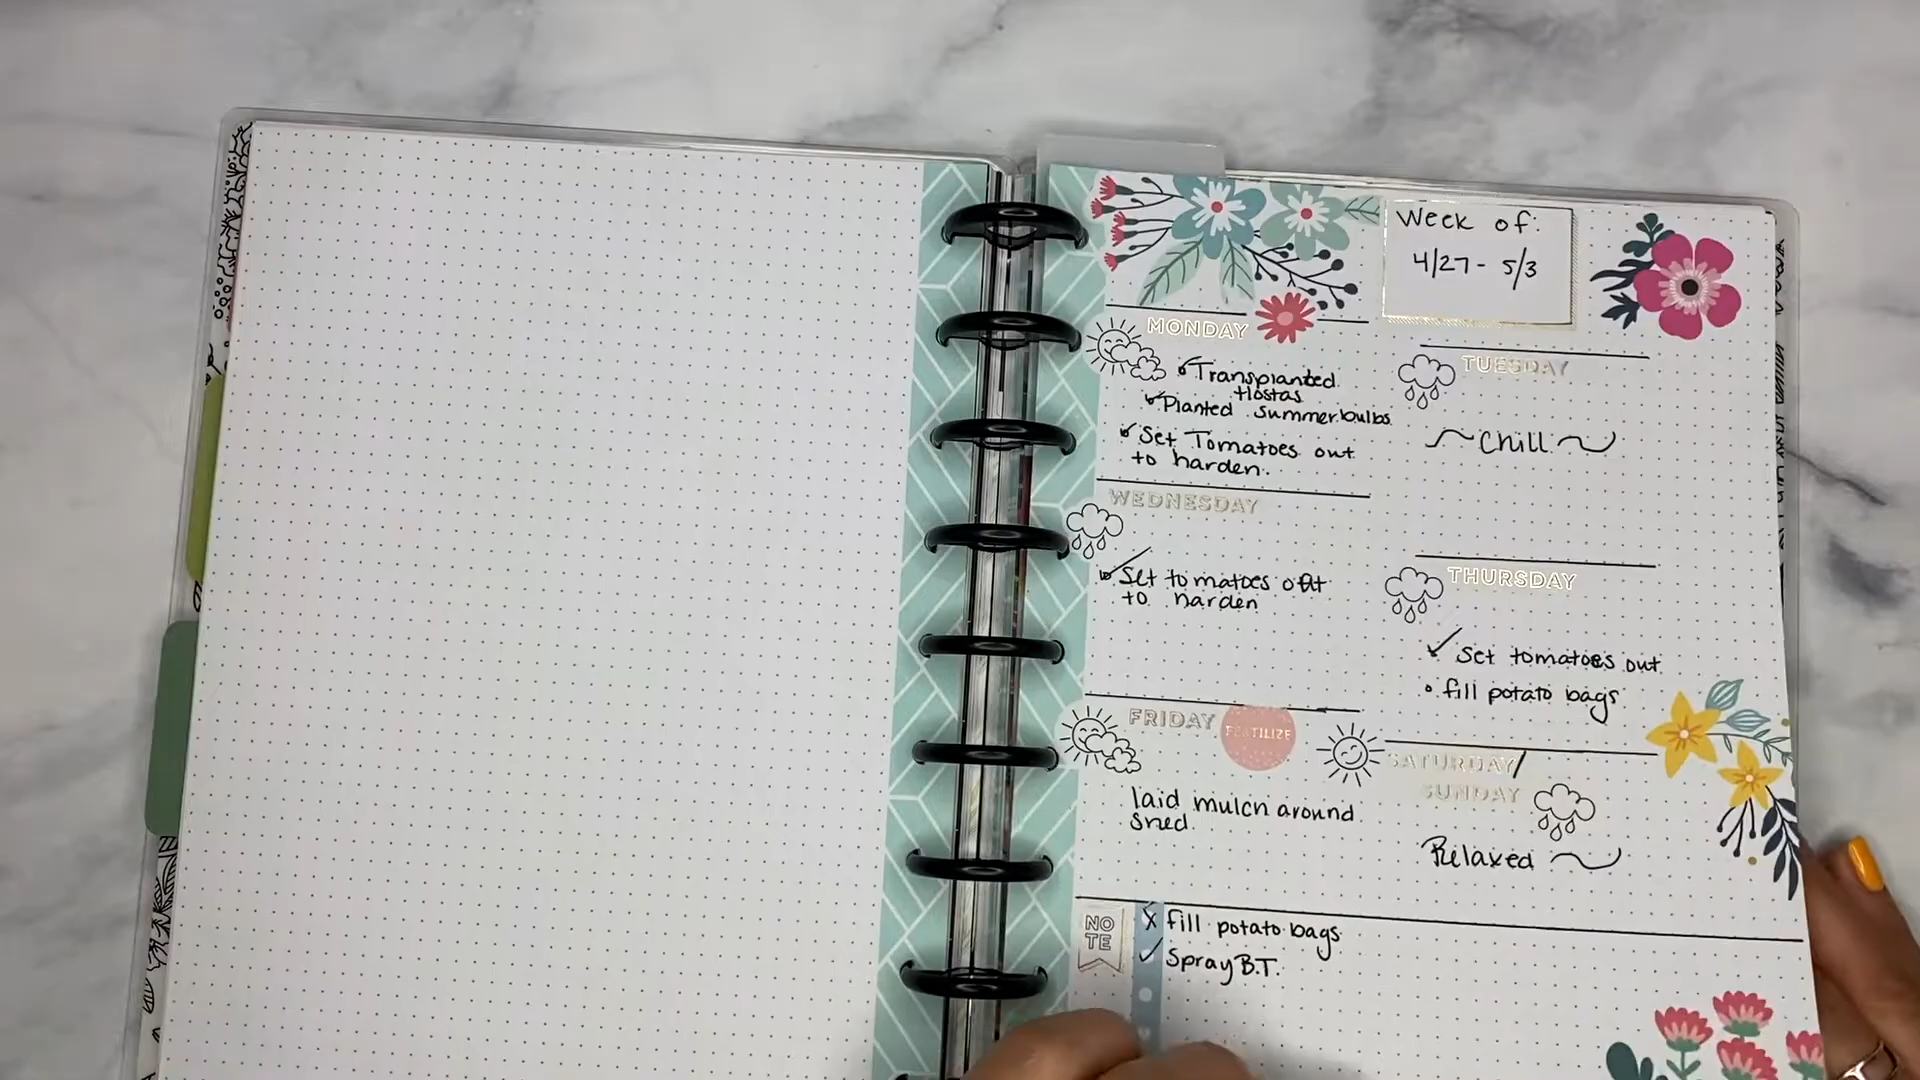 Week of:
4/27 - 5/3
MONDAY
Transplanted
Hostas
Planted summer bulbs
Set Tomatoes out
to harden.
TUESDAY
~chill~
WEDNESDAY
Set tomatoes out
to harden
THURSDAY
Set tomatoes out
fill potato bags
FRIDAY
FERTILIZE
laid mulch around
shed.
SATURDAY/
SUNDAY
Relaxed ~
NO
TE
x fill potato bags
✓ Spray B.T.